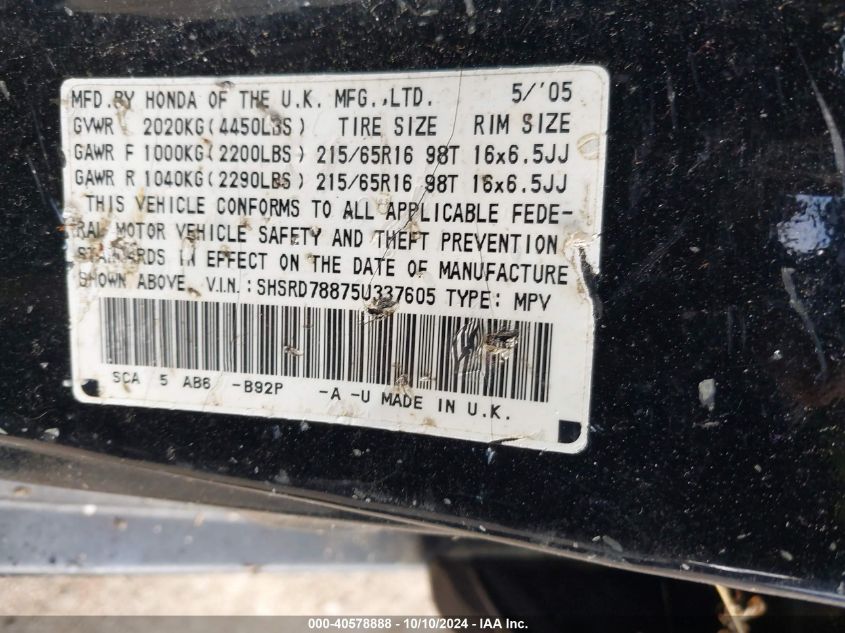 MFD.BY HONDA OF THE U.K. MFG.,LTD. 5/'05
GVWR 2020KG(4450LBS) TIRE SIZE RIM SIZE
GAWR F 1000KG(2200LBS) 215/65R16 98T 16x6.5JJ
GAWR R 1040KG(2290LBS) 215/65R16 98T 16x6.5JJ
THIS VEHICLE CONFORMS TO ALL APPLICABLE FEDE-
RAL MOTOR VEHICLE SAFETY AND THEFT PREVENTION
STANDARDS IN EFFECT ON THE DATE OF MANUFACTURE
SHOWN ABOVE. V.I.N.:SHSRD78875U337605 TYPE: MPV
SCA 5 AB6 -B92P -A -U MADE IN U.K.
000-40578888 - 10/10/2024 - IAA Inc.